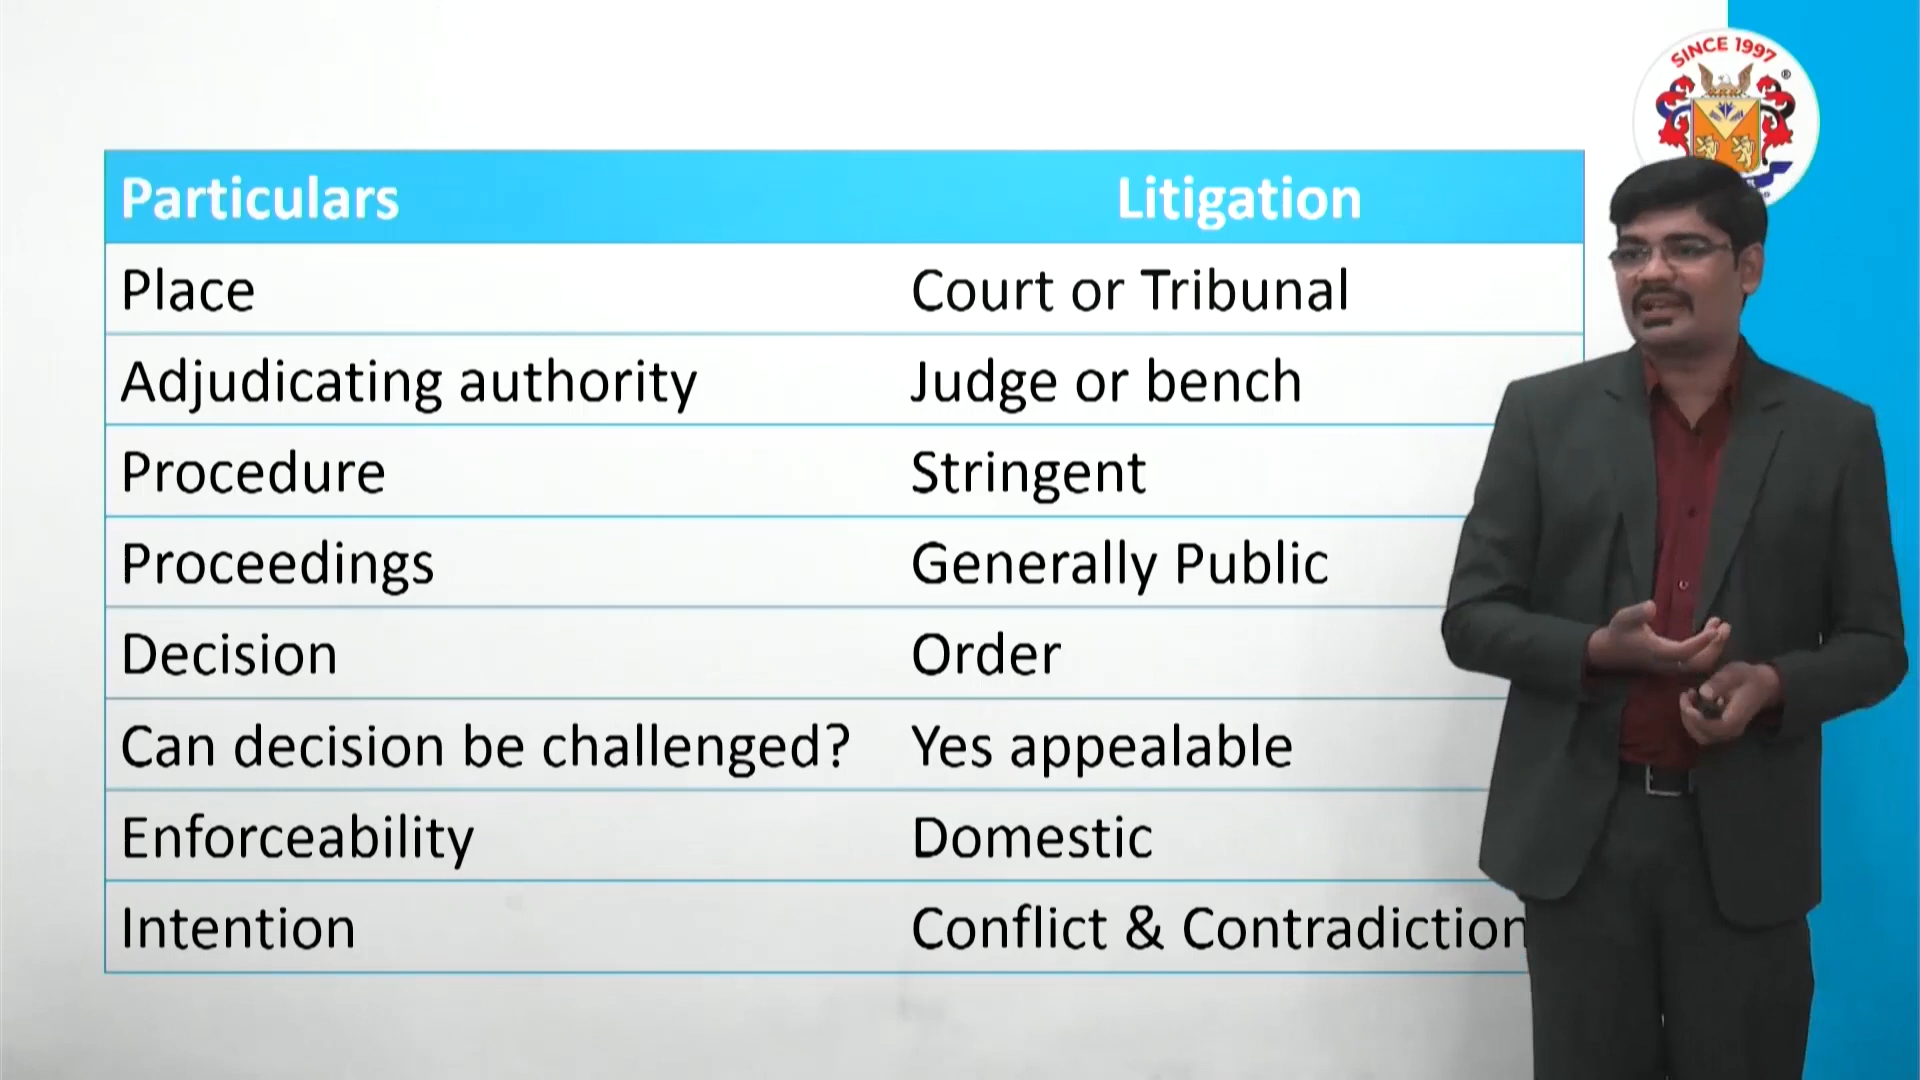 SINCE 1997
®
Particulars Litigation
Place Court or Tribunal
Adjudicating authority Judge or bench
Procedure Stringent
Proceedings Generally Public
Decision Order
Can decision be challenged? Yes appealable
Enforceability Domestic
Intention Conflict & Contradiction